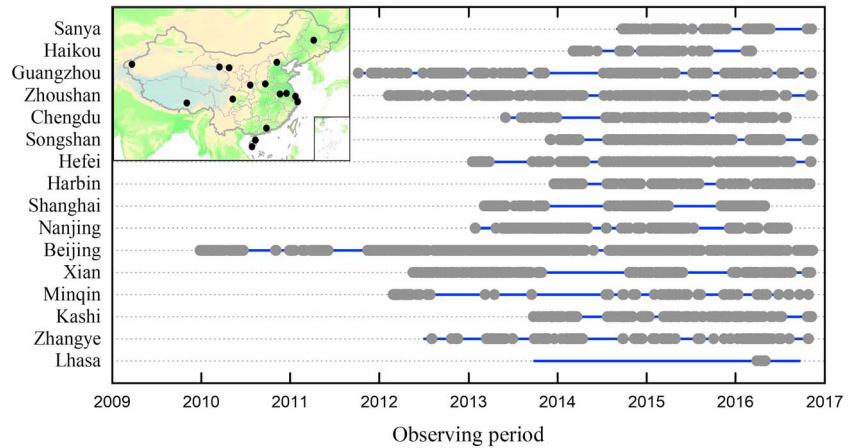 Sanya
Haikou
Guangzhou
Zhoushan
Chengdu
Songshan
Hefei
Harbin
Shanghai
Nanjing
Beijing
Xian
Minqin
Kashi
Zhangye
Lhasa
2009 2010 2011 2012 2013 2014 2015 2016 2017
Observing period